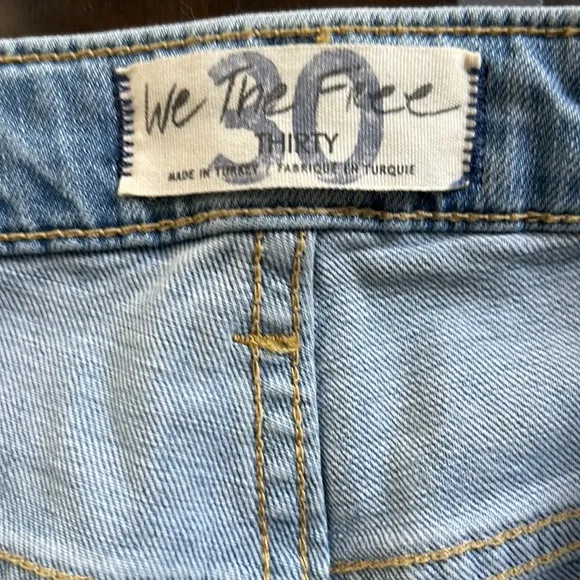 We The Free
30
THIRTY
MADE IN TURKEY / FABRIQUE EN TURQUIE